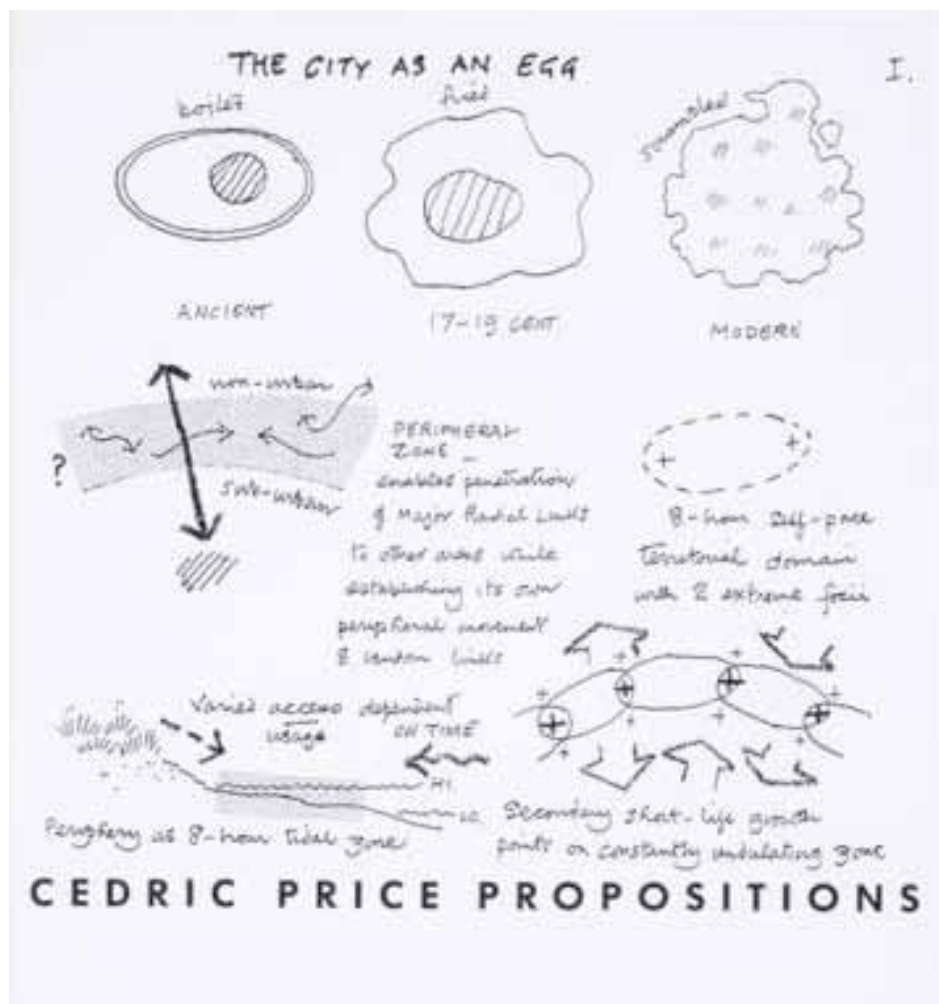 THE CITY AS AN EGG
I.
boiled
fried
scrambled
ANCIENT
17-19 CENT.
MODERN
non-urban
?
sub-urban
PERIPHERAL
ZONE —
enables penetration
of Major Radial Links
to other areas while
establishing its own
peripheral movement
& links
8-hour self-pace
Territorial domain
with 2 extreme focii
Varied access dependent
usage
ON TIME
HI.
LO.
Periphery as 8-hour tidal zone
Secondary short-life growth
points on constantly undulating zone
CEDRIC PRICE PROPOSITIONS